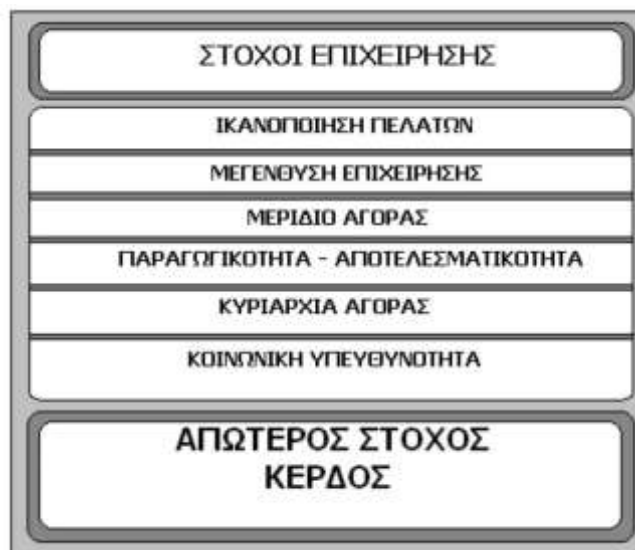 ΣΤΟΧΟΙ ΕΠΙΧΕΙΡΗΣΗΣ
ΙΚΑΝΟΠΟΙΗΣΗ ΠΕΛΑΤΩΝ
ΜΕΓΕΝΘΥΣΗ ΕΠΙΧΕΙΡΗΣΗΣ
ΜΕΡΙΔΙΟ ΑΓΟΡΑΣ
ΠΑΡΑΓΩΓΙΚΟΤΗΤΑ - ΑΠΟΤΕΛΕΣΜΑΤΙΚΟΤΗΤΑ
ΚΥΡΙΑΡΧΙΑ ΑΓΟΡΑΣ
ΚΟΙΝΩΝΙΚΗ ΥΠΕΥΘΥΝΟΤΗΤΑ
ΑΠΩΤΕΡΟΣ ΣΤΟΧΟΣ
ΚΕΡΔΟΣ